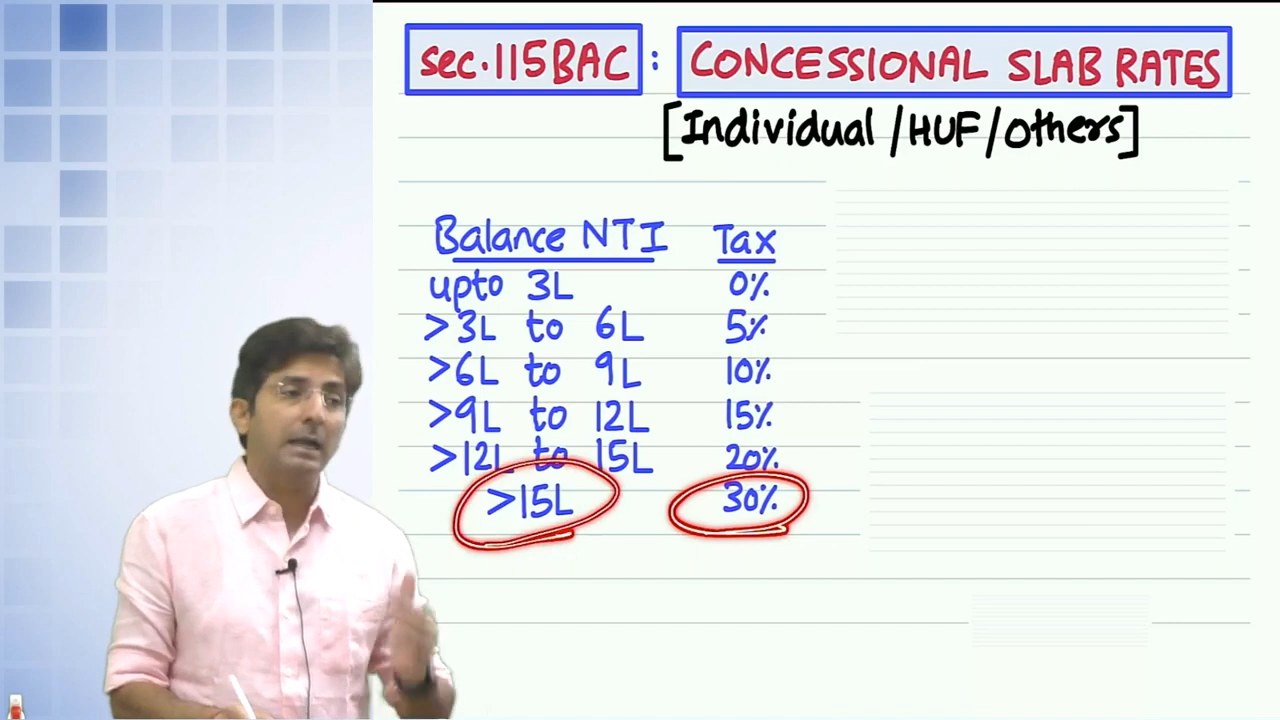 sec.115BAC : CONCESSIONAL SLAB RATES
[Individual /HUF/Others]
Balance NTI Tax
upto 3L 0%
>3L to 6L 5%
>6L to 9L 10%
>9L to 12L 15%
>12L to 15L 20%
>15L 30%